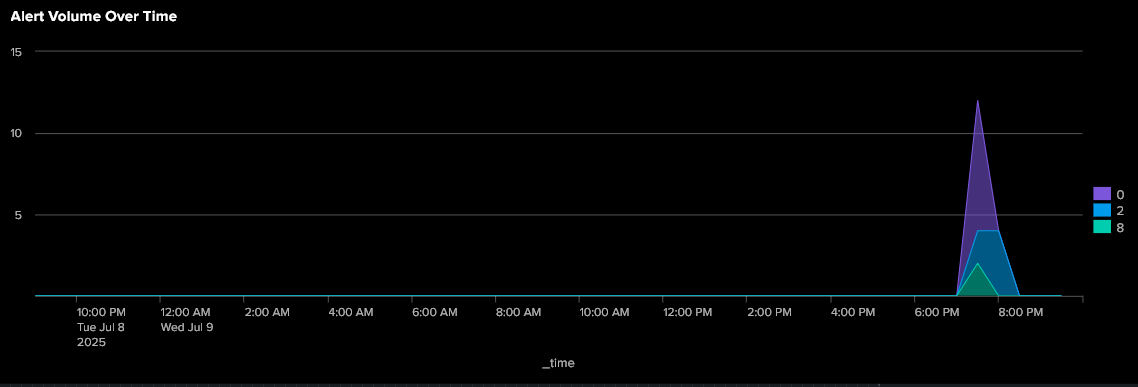 Alert Volume Over Time
15
10
5
0
2
8
10:00 PM 12:00 AM 2:00 AM 4:00 AM 6:00 AM 8:00 AM 10:00 AM 12:00 PM 2:00 PM 4:00 PM 6:00 PM 8:00 PM
Tue Jul 8 Wed Jul 9
2025
_time